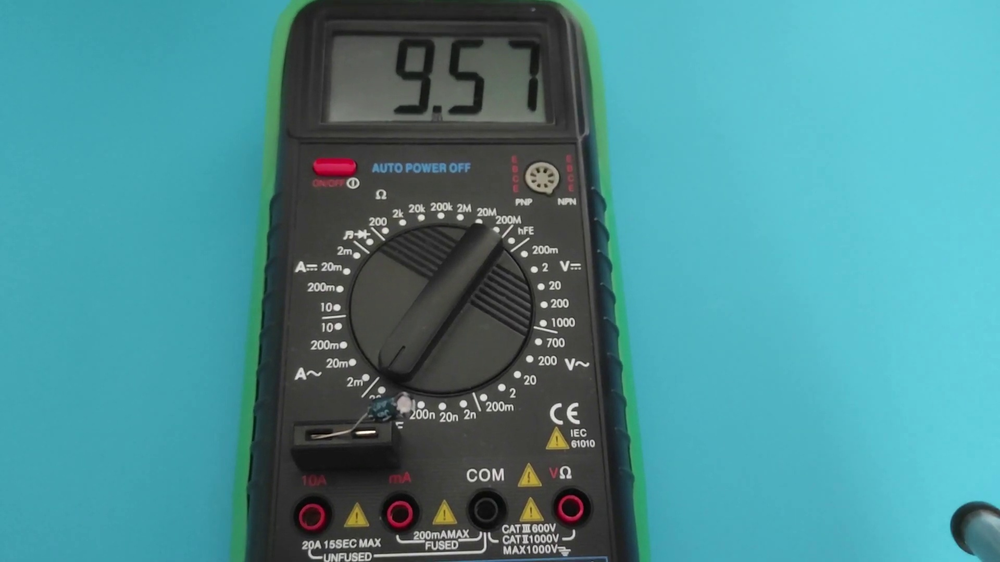 9.57
AUTO POWER OFF
ON/OFF
E B C E
E B C E
PNP
NPN
Ω
200
2k
20k
200k
2M
20M
200M
hFE
2m
A 20m
200m
10
10
200m
20m
A~
2m
200m
2 V
20
200
1000
700
200 V~
20
2
200m
200n
20n
2n
CE
IEC
61010
10A
mA
COM
VΩ
20A 15SEC MAX
UNFUSED
200mAMAX
FUSED
CAT III 600V
CAT II 1000V
MAX1000V